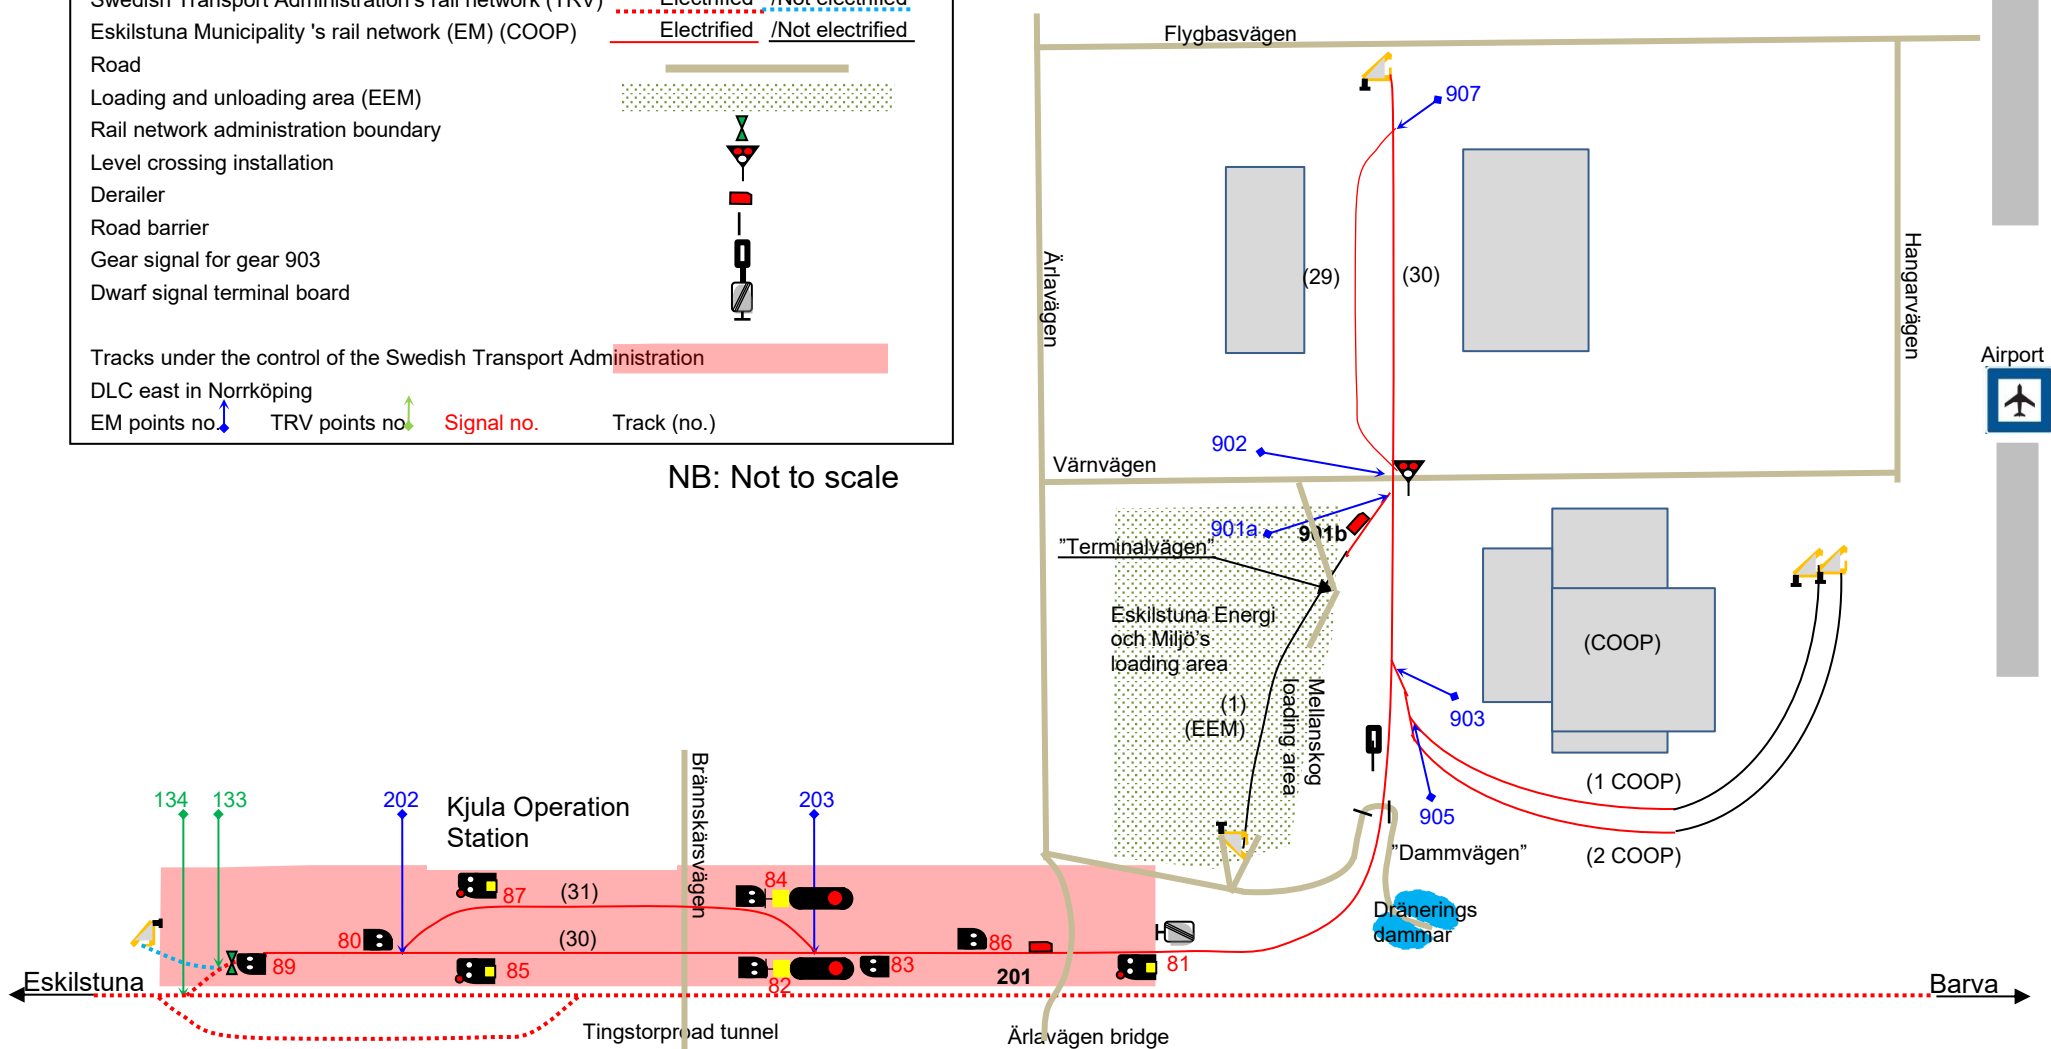 Swedish Transport Administration's rail network (TRV) Electrified /Not electrified
Eskilstuna Municipality 's rail network (EM) (COOP) Electrified /Not electrified
Road
Loading and unloading area (EEM)
Rail network administration boundary
Level crossing installation
Derailer
Road barrier
Gear signal for gear 903
Dwarf signal terminal board
Tracks under the control of the Swedish Transport Administration
DLC east in Norrköping
EM points no. TRV points no Signal no. Track (no.)
NB: Not to scale
Flygbasvägen
907
Ärlavägen
(29)
(30)
Hangarvägen
Airport
902
Värnvägen
901a
901b
"Terminalvägen"
Eskilstuna Energi
och Miljö's
loading area
(1)
(EEM)
Mellanskog
loading area
(COOP)
903
905
(1 COOP)
(2 COOP)
"Dammvägen"
Dränerings
dammar
134
133
202
Kjula Operation
Station
Brännskärsvägen
203
87
(31)
84
80
(30)
86
89
85
82
83
201
81
Eskilstuna
Barva
Tingstorproad tunnel
Ärlavägen bridge